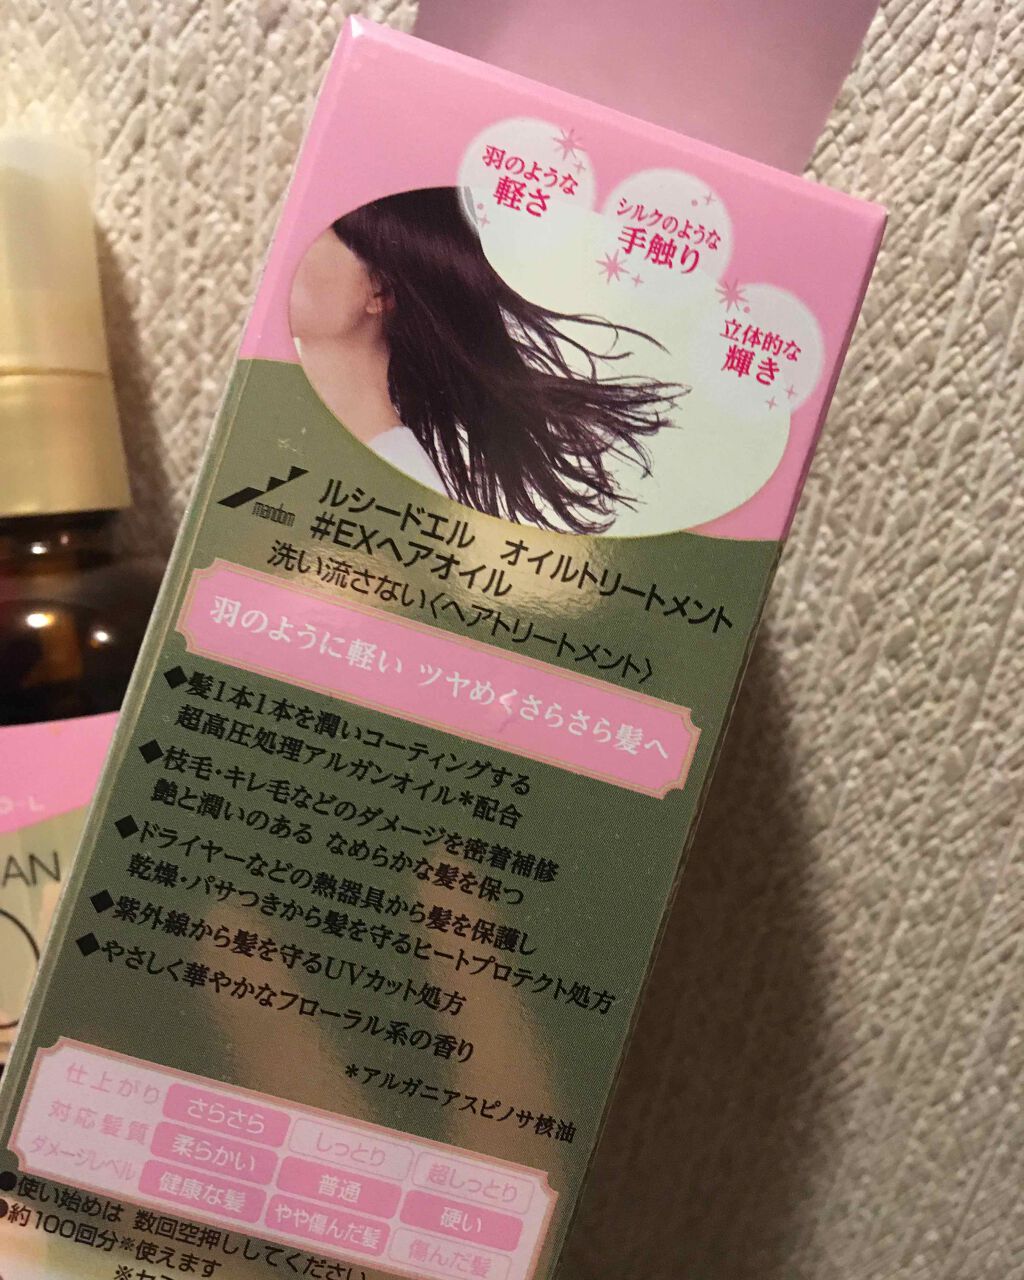 羽のような
軽さ
シルクのような
手触り
立体的な
輝き
mandom
ルシードエル オイルトリートメント
#EXヘアオイル
洗い流さない〈ヘアトリートメント〉
羽のように軽い ツヤめくさらさら髪へ
◆髪1本1本を潤いコーティングする
超高圧処理アルガンオイル*配合
◆枝毛・キレ毛などのダメージを密着補修
艶と潤いのある なめらかな髪を保つ
◆ドライヤーなどの熱器具から髪を保護し
乾燥・パサつきから髪を守るヒートプロテクト処方
◆紫外線から髪を守るUVカット処方
◆やさしく華やかなフローラル系の香り
*アルガニアスピノサ核油
仕上がり さらさら しっとり 超しっとり
対応髪質 柔らかい 普通 硬い
ダメージレベル 健康な髪 やや傷んだ髪 傷んだ髪
●使い始めは 数回空押ししてください
●約100回分※使えます
O-L
AN